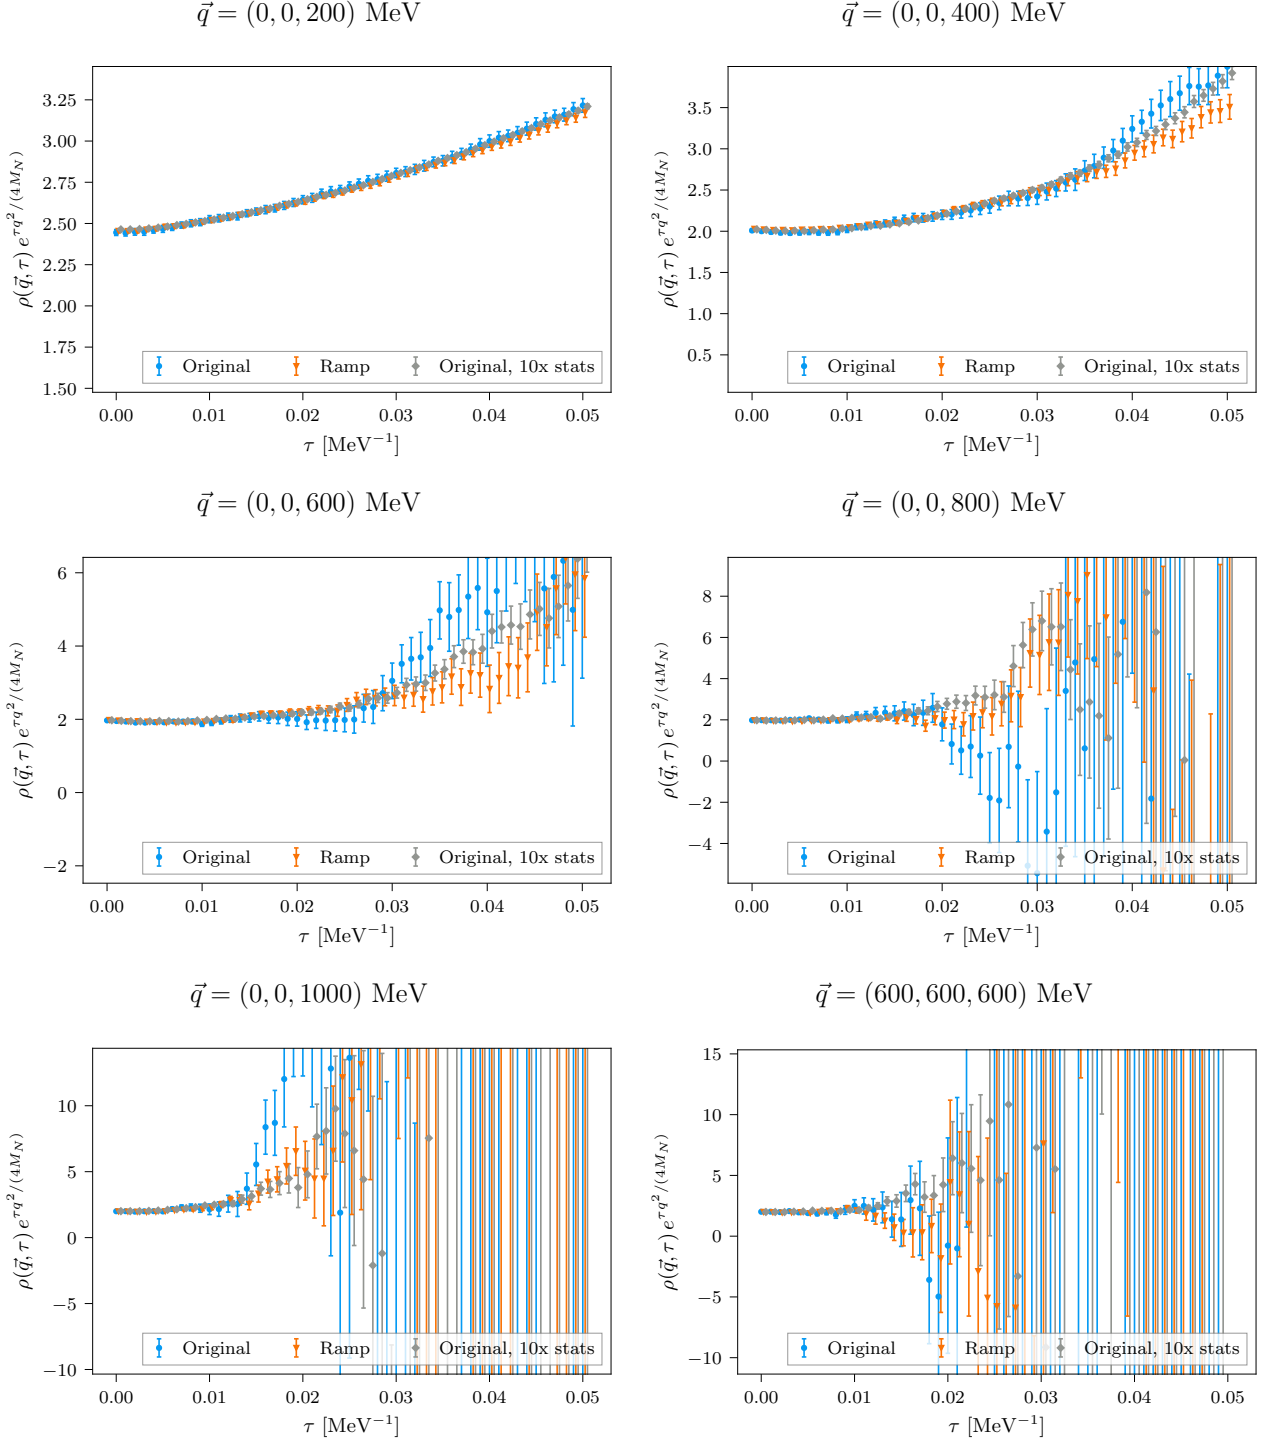 q⃗ = (0, 0, 200) MeV
ρ(q⃗, τ) e^{τq²/(4M_N)}
3.25
3.00
2.75
2.50
2.25
2.00
1.75
1.50
Original Ramp Original, 10x stats
0.00 0.01 0.02 0.03 0.04 0.05
τ [MeV⁻¹]
q⃗ = (0, 0, 400) MeV
ρ(q⃗, τ) e^{τq²/(4M_N)}
3.5
3.0
2.5
2.0
1.5
1.0
0.5
Original Ramp Original, 10x stats
0.00 0.01 0.02 0.03 0.04 0.05
τ [MeV⁻¹]
q⃗ = (0, 0, 600) MeV
ρ(q⃗, τ) e^{τq²/(4M_N)}
6
4
2
0
−2
Original Ramp Original, 10x stats
0.00 0.01 0.02 0.03 0.04 0.05
τ [MeV⁻¹]
q⃗ = (0, 0, 800) MeV
ρ(q⃗, τ) e^{τq²/(4M_N)}
8
6
4
2
0
−2
−4
Original Ramp Original, 10x stats
0.00 0.01 0.02 0.03 0.04 0.05
τ [MeV⁻¹]
q⃗ = (0, 0, 1000) MeV
ρ(q⃗, τ) e^{τq²/(4M_N)}
10
5
0
−5
−10
Original Ramp Original, 10x stats
0.00 0.01 0.02 0.03 0.04 0.05
τ [MeV⁻¹]
q⃗ = (600, 600, 600) MeV
ρ(q⃗, τ) e^{τq²/(4M_N)}
15
10
5
0
−5
−10
Original Ramp Original, 10x stats
0.00 0.01 0.02 0.03 0.04 0.05
τ [MeV⁻¹]